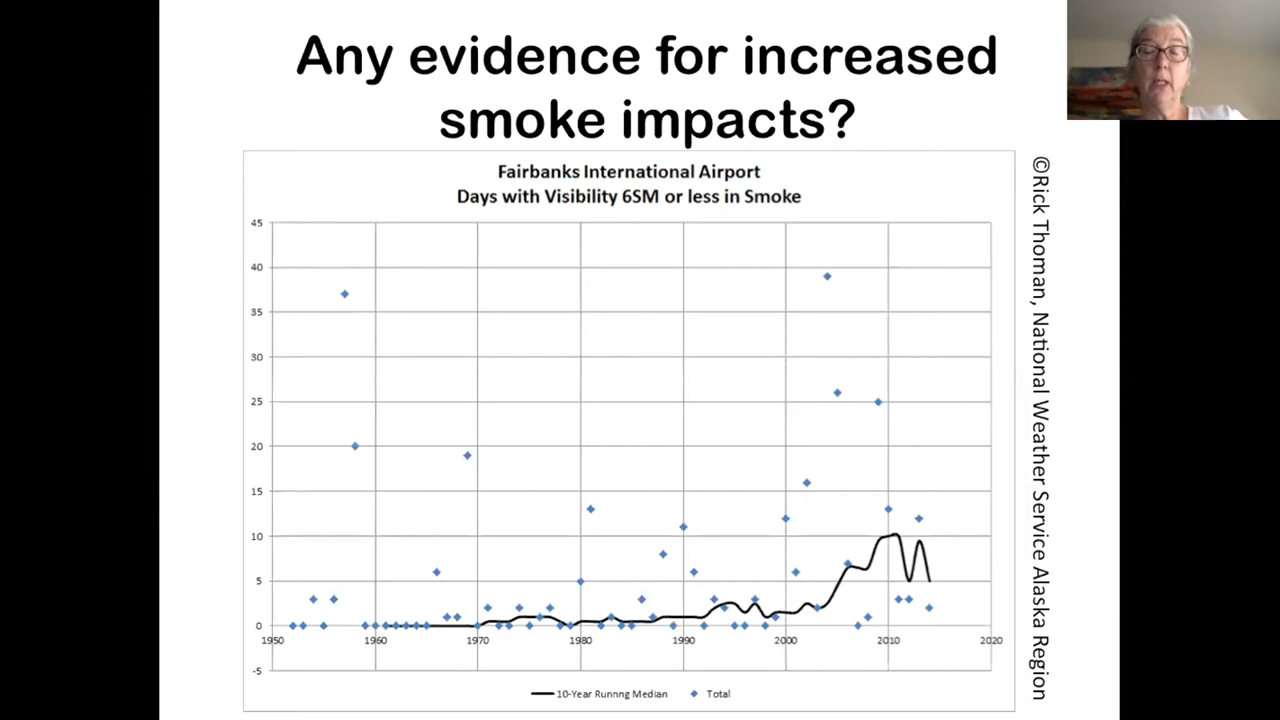 Any evidence for increased
smoke impacts?
Fairbanks International Airport
Days with Visibility 6SM or less in Smoke
45
40
35
30
25
20
15
10
5
0
-5
1950 1960 1970 1980 1990 2000 2010 2020
10-Year Runnng Median Total
©Rick Thoman, National Weather Service Alaska Region